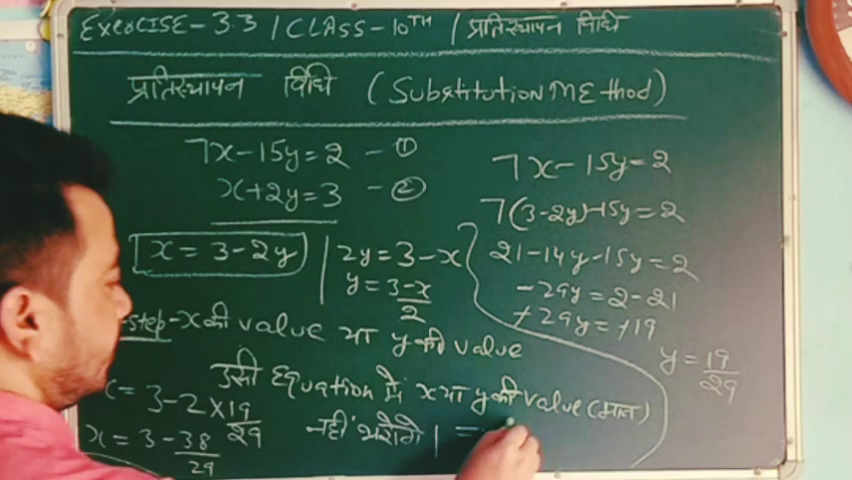 Exercise-3.3 / CLASS-10TH / प्रतिस्थापन विधि
प्रतिस्थापन विधि (Substitution Method)
7x-15y=2 -①
x+2y=3 -②
x = 3-2y
2y=3-x
y=3-x/2
step-x की value या y की value
उसी Equation में x या y की value (मान)
नहीं भरोगे।
x = 3-2×19/29
x = 3-38/29
7x-15y=2
7(3-2y)-15y=2
21-14y-15y=2
-29y=2-21
+29y=+19
y=19/29